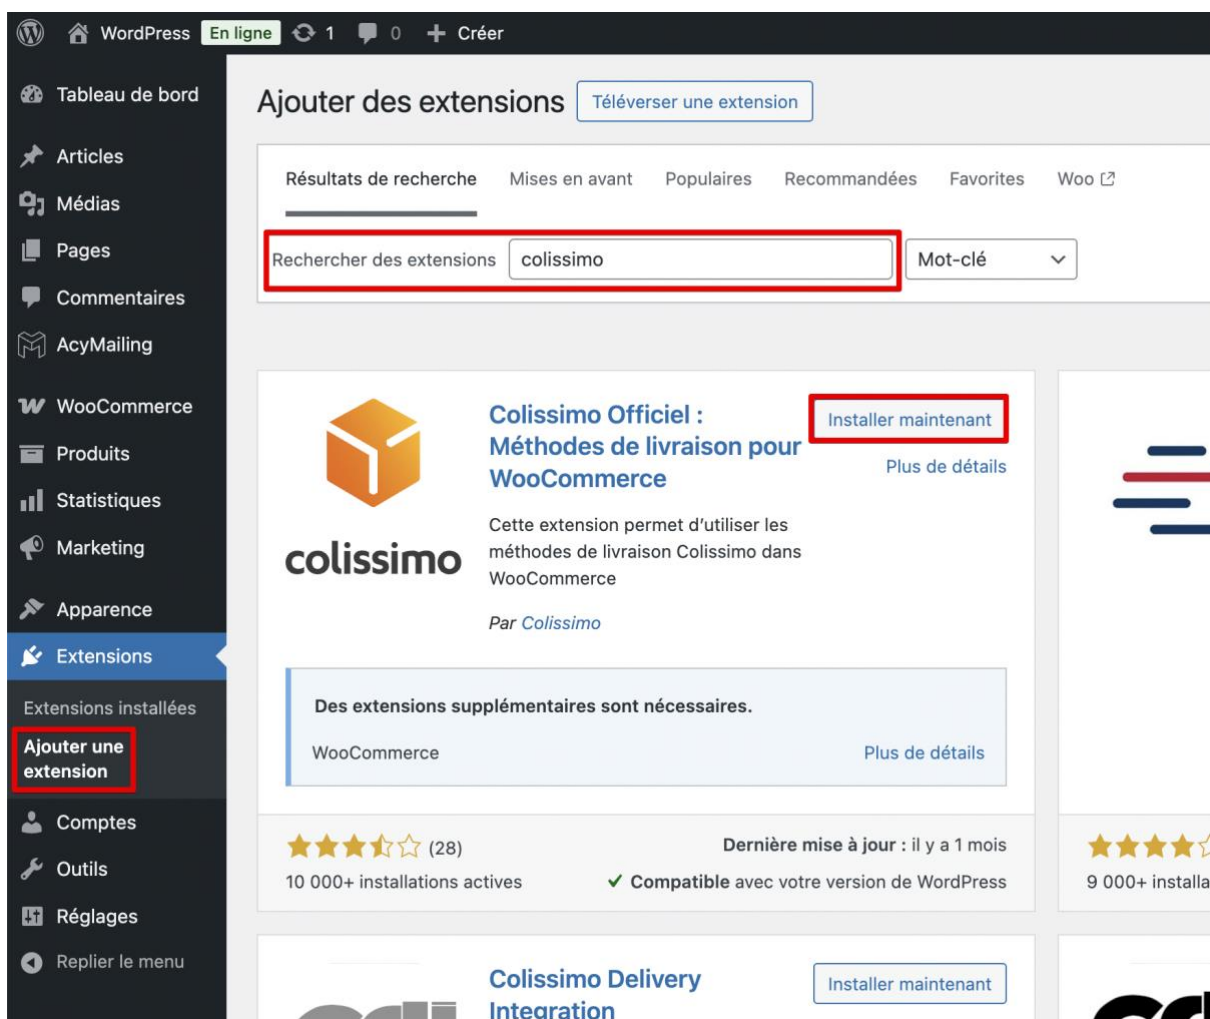 WordPress En ligne 1 0 + Créer
Tableau de bord
Articles
Médias
Pages
Commentaires
AcyMailing
WooCommerce
Produits
Statistiques
Marketing
Apparence
Extensions
Extensions installées
Ajouter une
extension
Comptes
Outils
Réglages
Replier le menu
Ajouter des extensions Téléverser une extension
Résultats de recherche Mises en avant Populaires Recommandées Favorites Woo
Rechercher des extensions colissimo Mot-clé
colissimo
Colissimo Officiel :
Méthodes de livraison pour
WooCommerce
Installer maintenant
Plus de détails
Cette extension permet d’utiliser les
méthodes de livraison Colissimo dans
WooCommerce
Par Colissimo
Des extensions supplémentaires sont nécessaires.
WooCommerce Plus de détails
(28) Dernière mise à jour : il y a 1 mois
10 000+ installations actives ✓ Compatible avec votre version de WordPress
9 000+ installa
Colissimo Delivery
Integration
Installer maintenant